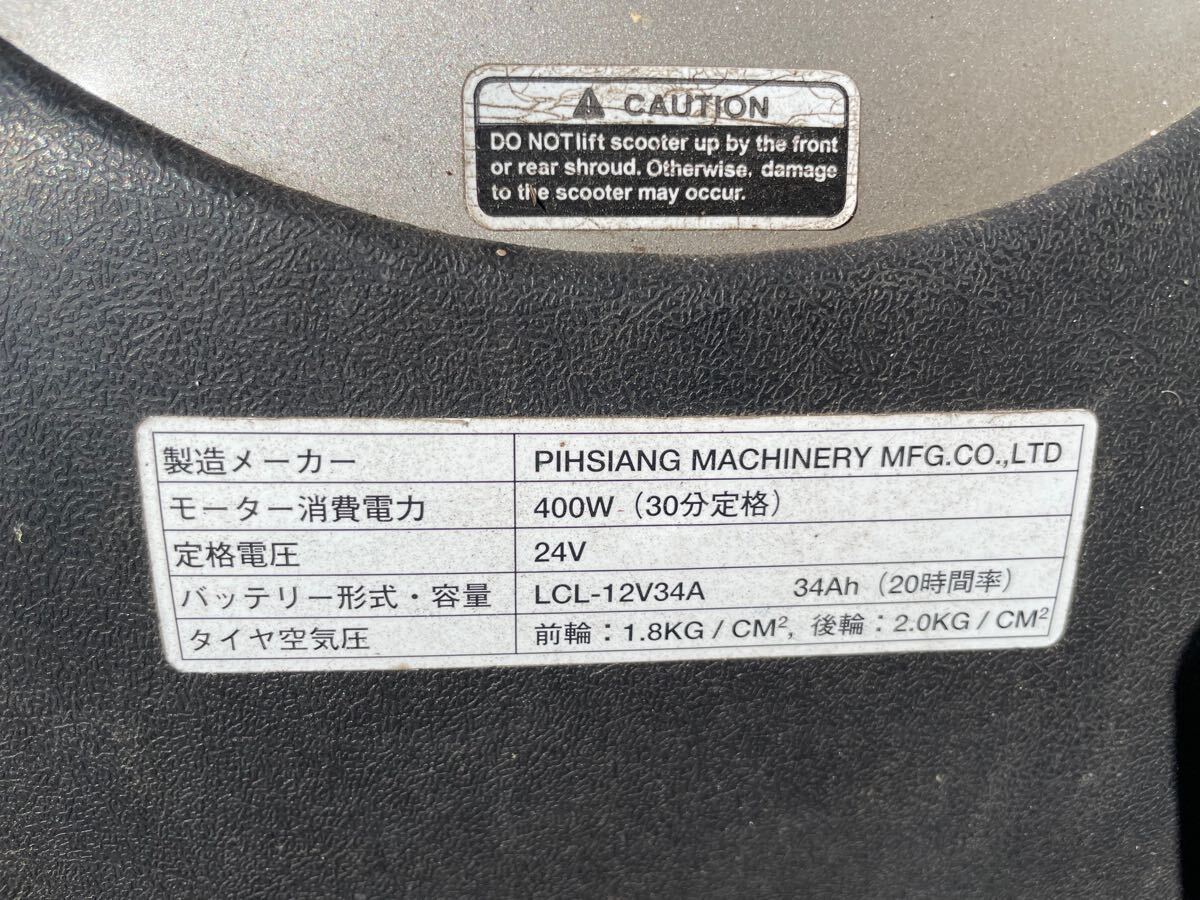 ⚠ CAUTION
DO NOT lift scooter up by the front
or rear shroud. Otherwise, damage
to the scooter may occur.
製造メーカー PIHSIANG MACHINERY MFG.CO.,LTD
モーター消費電力 400W（30分定格）
定格電圧 24V
バッテリー形式・容量 LCL-12V34A 34Ah（20時間率）
タイヤ空気圧 前輪：1.8KG / CM², 後輪：2.0KG / CM²